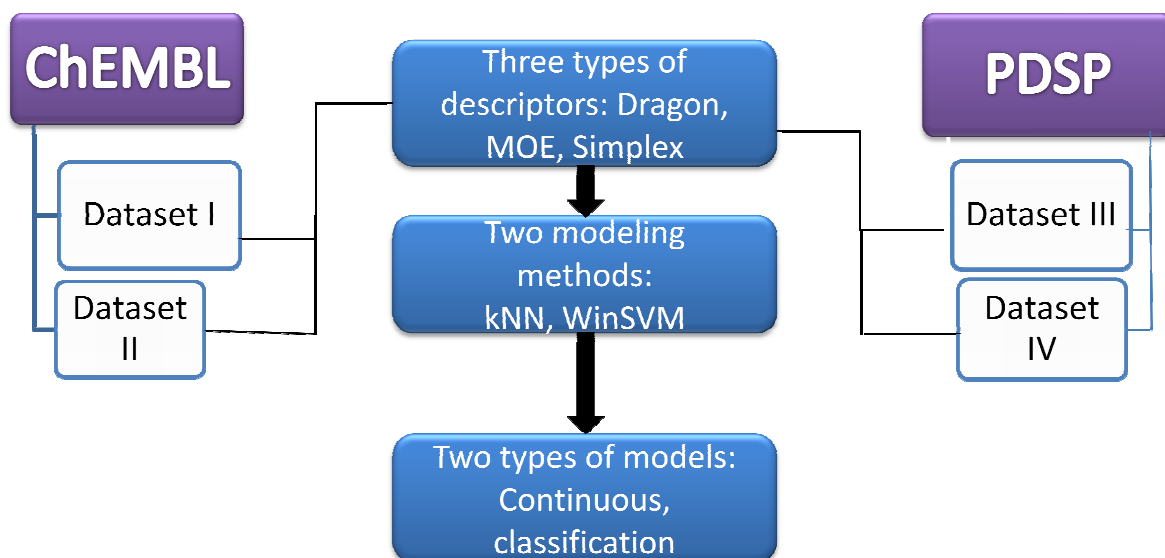 ChEMBL
Dataset I
Dataset
II
Three types of
descriptors: Dragon,
MOE, Simplex
Two modeling
methods:
kNN, WinSVM
Two types of models:
Continuous,
classification
PDSP
Dataset III
Dataset
IV